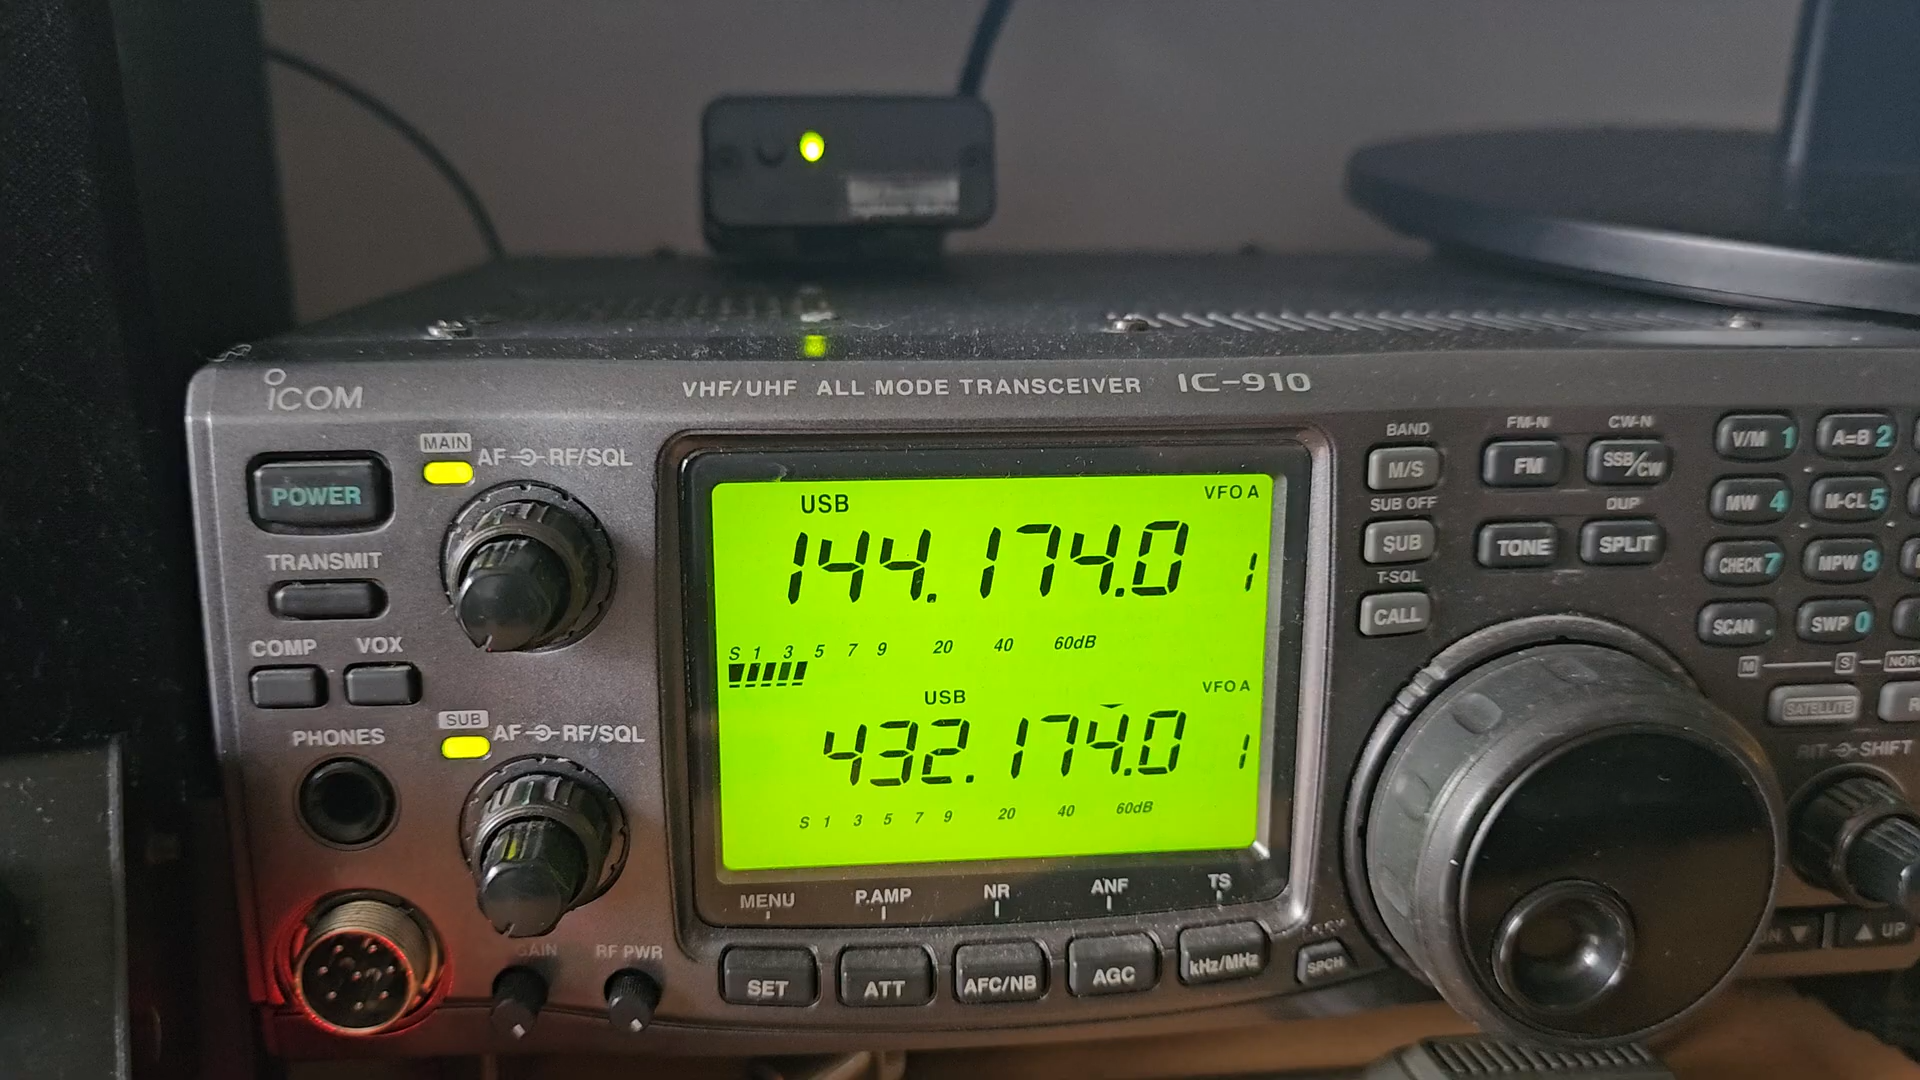 iCOM
VHF/UHF ALL MODE TRANSCEIVER IC-910
POWER
MAIN
AF RF/SQL
TRANSMIT
COMP VOX
SUB
AF RF/SQL
PHONES
GAIN
RF PWR
USB
VFO A
144.174.0 1
S 1 3 5 7 9 20 40 60dB
USB
VFO A
432.174.0 1
S 1 3 5 7 9 20 40 60dB
MENU P.AMP NR ANF TS
SET ATT AFC/NB AGC kHz/MHz
SPCH
BAND
M/S
SUB OFF
SUB
T-SQL
CALL
FM-N CW-N
FM SSB/CW
DUP
TONE SPLIT
V/M 1 A=B 2
MW 4 M-CL 5
CHECK 7 MPW 8
SCAN . SWP 0
M S NOR
SATELLITE
RIT SHIFT
▼ ▲ UP